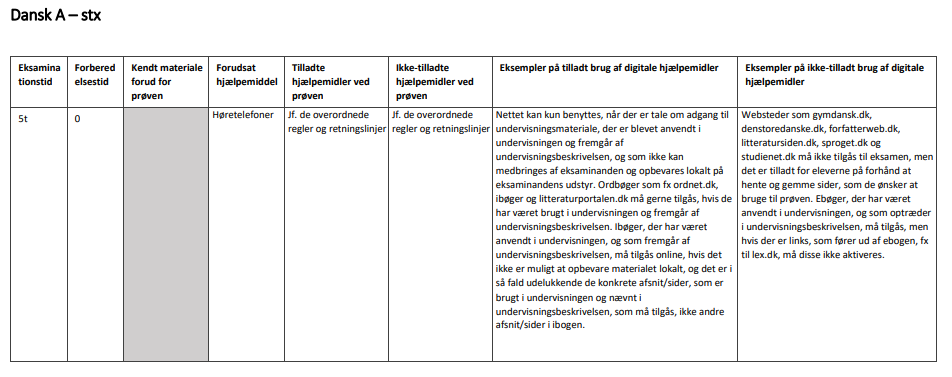 Dansk A – stx
Eksamina
tionstid
Forbered
elsestid
Kendt materiale
forud for
prøven
Forudsat
hjælpemiddel
Tilladte
hjælpemidler ved
prøven
Ikke-tilladte
hjælpemidler ved
prøven
Eksempler på tilladt brug af digitale hjælpemidler
Eksempler på ikke-tilladt brug af digitale
hjælpemidler
5t
0
Høretelefoner
Jf. de overordnede
regler og retningslinjer
Jf. de overordnede
regler og retningslinjer
Nettet kan kun benyttes, når der er tale om adgang til
undervisningsmateriale, der er blevet anvendt i
undervisningen og fremgår af
undervisningsbeskrivelsen, og som ikke kan
medbringes af eksaminanden og opbevares lokalt på
eksaminandens udstyr. Ordbøger som fx ordnet.dk,
ibøger og litteraturportalen.dk må gerne tilgås, hvis de
har været brugt i undervisningen og fremgår af
undervisningsbeskrivelsen. Ibøger, der har været
anvendt i undervisningen, og som fremgår af
undervisningsbeskrivelsen, må tilgås online, hvis det
ikke er muligt at opbevare materialet lokalt, og det er i
så fald udelukkende de konkrete afsnit/sider, som er
brugt i undervisningen og nævnt i
undervisningsbeskrivelsen, som må tilgås, ikke andre
afsnit/sider i ibogen.
Websteder som gymdansk.dk,
denstoredanske.dk, forfatterweb.dk,
litteratursiden.dk, sproget.dk og
studienet.dk må ikke tilgås til eksamen, men
det er tilladt for eleverne på forhånd at
hente og gemme sider, som de ønsker at
bruge til prøven. Ebøger, der har været
anvendt i undervisningen, og som optræder
i undervisningsbeskrivelsen, må tilgås, men
hvis der er links, som fører ud af ebogen, fx
til lex.dk, må disse ikke aktiveres.